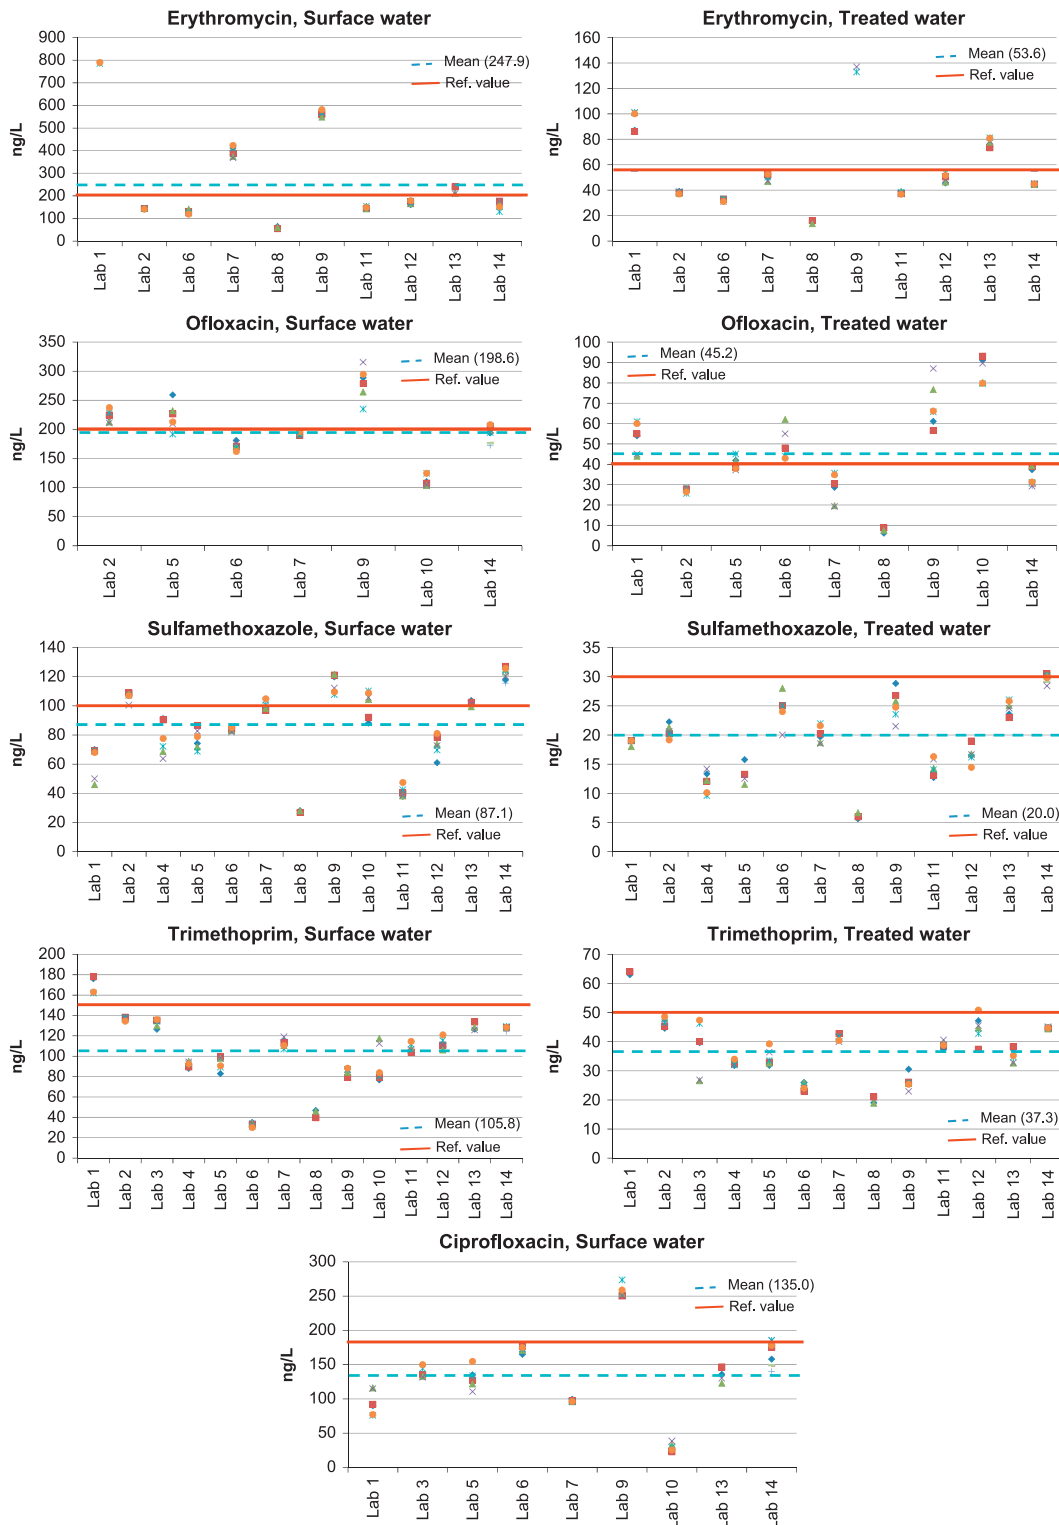 Erythromycin, Surface water
900
800
700
600
500
400
300
200
100
0
ng/L
Mean (247.9)
Ref. value
Lab 1
Lab 2
Lab 6
Lab 7
Lab 8
Lab 9
Lab 11
Lab 12
Lab 13
Lab 14
Erythromycin, Treated water
160
140
120
100
80
60
40
20
0
ng/L
Mean (53.6)
Ref. value
Lab 1
Lab 2
Lab 6
Lab 7
Lab 8
Lab 9
Lab 11
Lab 12
Lab 13
Lab 14
Ofloxacin, Surface water
350
300
250
200
150
100
50
0
ng/L
Mean (198.6)
Ref. value
Lab 2
Lab 5
Lab 6
Lab 7
Lab 9
Lab 10
Lab 14
Ofloxacin, Treated water
100
90
80
70
60
50
40
30
20
10
0
ng/L
Mean (45.2)
Ref. value
Lab 1
Lab 2
Lab 5
Lab 6
Lab 7
Lab 8
Lab 9
Lab 10
Lab 14
Sulfamethoxazole, Surface water
140
120
100
80
60
40
20
0
ng/L
Mean (87.1)
Ref. value
Lab 1
Lab 2
Lab 4
Lab 5
Lab 6
Lab 7
Lab 8
Lab 9
Lab 10
Lab 11
Lab 12
Lab 13
Lab 14
Sulfamethoxazole, Treated water
35
30
25
20
15
10
5
0
ng/L
Mean (20.0)
Ref. value
Lab 1
Lab 2
Lab 4
Lab 5
Lab 6
Lab 7
Lab 8
Lab 9
Lab 11
Lab 12
Lab 13
Lab 14
Trimethoprim, Surface water
200
180
160
140
120
100
80
60
40
20
0
ng/L
Mean (105.8)
Ref. value
Lab 1
Lab 2
Lab 3
Lab 4
Lab 5
Lab 6
Lab 7
Lab 8
Lab 9
Lab 10
Lab 11
Lab 12
Lab 13
Lab 14
Trimethoprim, Treated water
70
60
50
40
30
20
10
0
ng/L
Mean (37.3)
Ref. value
Lab 1
Lab 2
Lab 3
Lab 4
Lab 5
Lab 6
Lab 7
Lab 8
Lab 9
Lab 11
Lab 12
Lab 13
Lab 14
Ciprofloxacin, Surface water
300
250
200
150
100
50
0
ng/L
Mean (135.0)
Ref. value
Lab 1
Lab 3
Lab 5
Lab 6
Lab 7
Lab 9
Lab 10
Lab 13
Lab 14